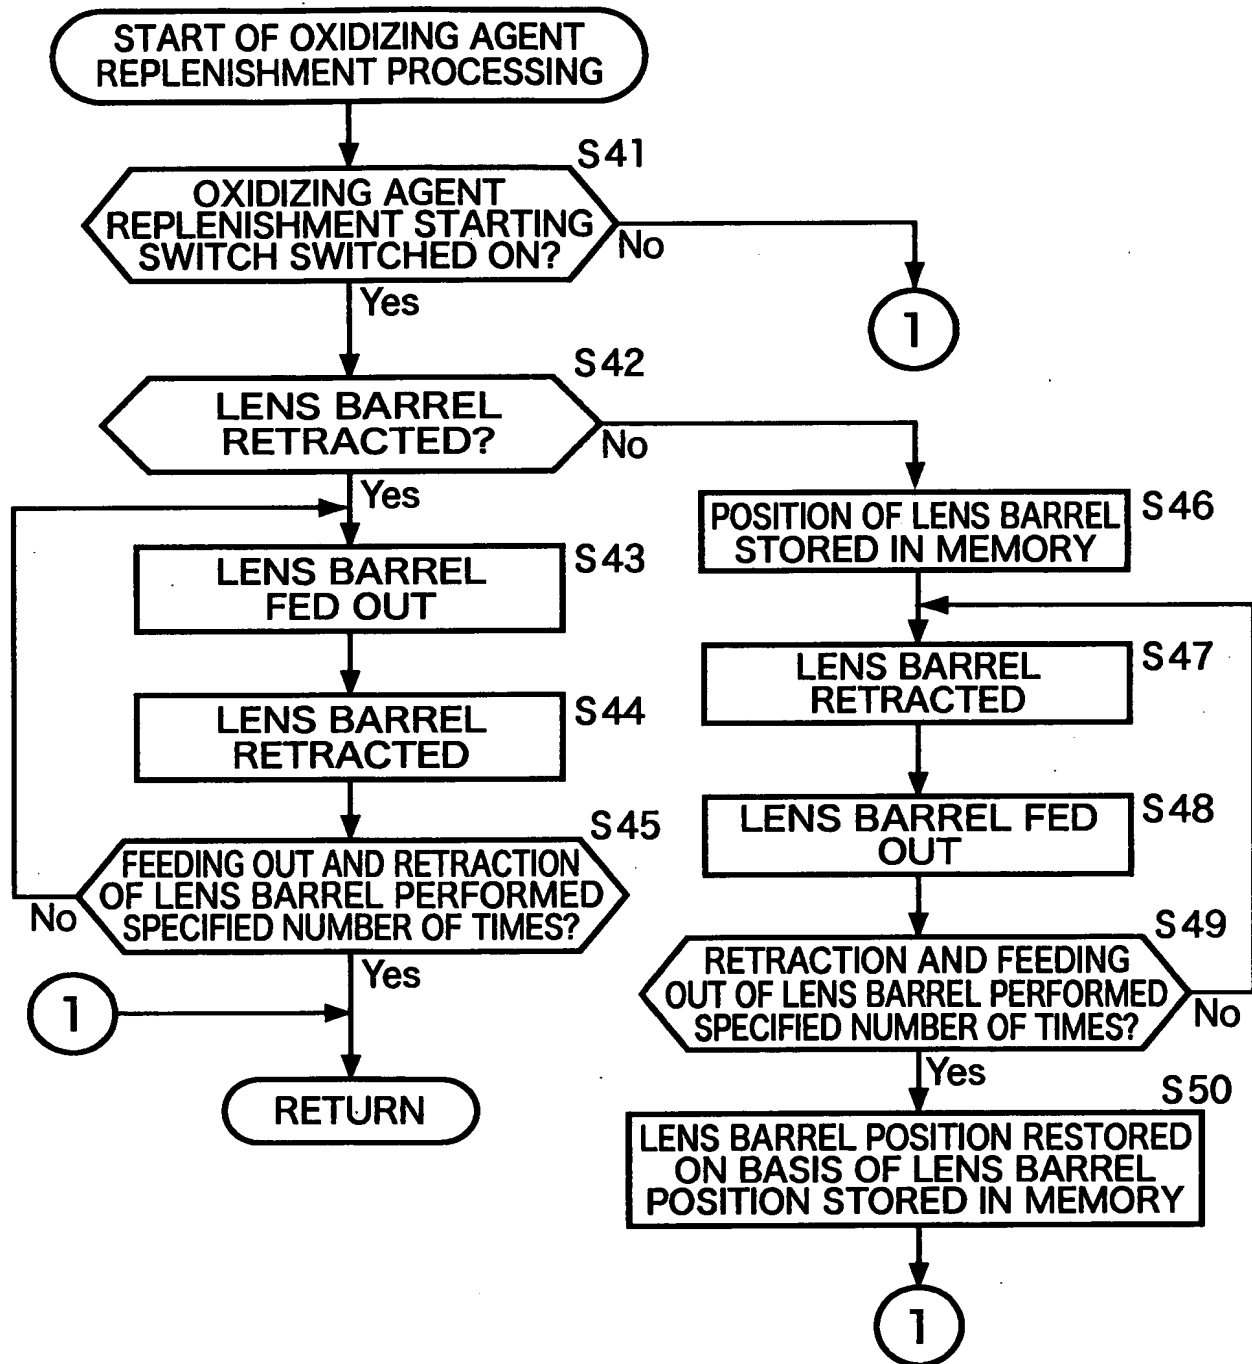 START OF OXIDIZING AGENT
REPLENISHMENT PROCESSING
S41
OXIDIZING AGENT
REPLENISHMENT STARTING
SWITCH SWITCHED ON?
No
Yes
1
S42
LENS BARREL
RETRACTED?
No
Yes
S43
LENS BARREL
FED OUT
S44
LENS BARREL
RETRACTED
S45
FEEDING OUT AND RETRACTION
OF LENS BARREL PERFORMED
SPECIFIED NUMBER OF TIMES?
No
Yes
1
RETURN
POSITION OF LENS BARREL
STORED IN MEMORY
S46
LENS BARREL
RETRACTED
S47
LENS BARREL FED
OUT
S48
S49
RETRACTION AND FEEDING
OUT OF LENS BARREL PERFORMED
SPECIFIED NUMBER OF TIMES?
No
Yes
S50
LENS BARREL POSITION RESTORED
ON BASIS OF LENS BARREL
POSITION STORED IN MEMORY
1